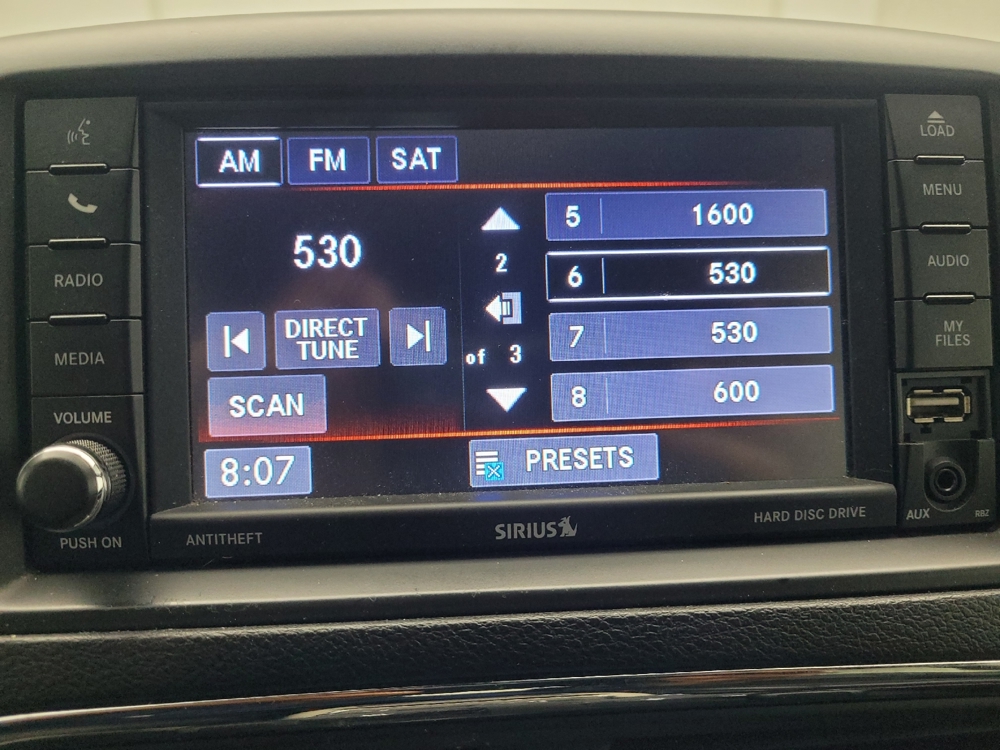 AM FM SAT
530
DIRECT
TUNE
SCAN
8:07
2
of 3
5 1600
6 530
7 530
8 600
PRESETS
RADIO
MEDIA
VOLUME
PUSH ON
ANTITHEFT
SIRIUS
HARD DISC DRIVE
LOAD
MENU
AUDIO
MY
FILES
AUX RBZ